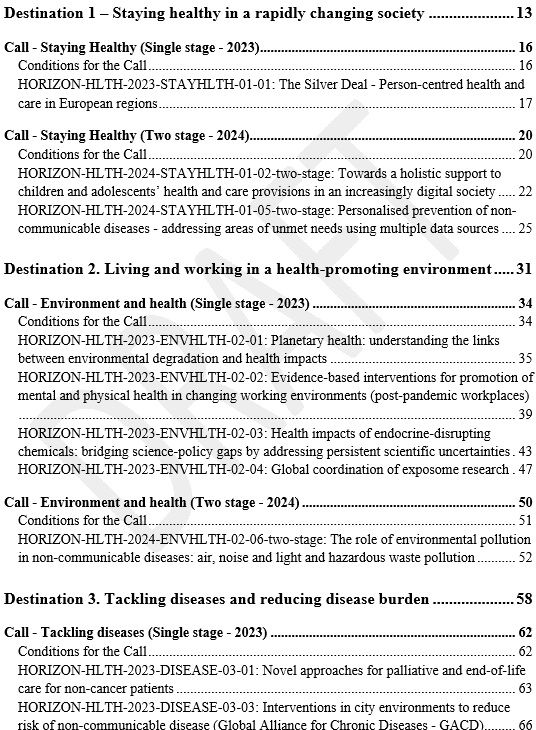 Destination 1 – Staying healthy in a rapidly changing society ..................... 13
Call - Staying Healthy (Single stage - 2023)............................................................................ 16
Conditions for the Call............................................................................................................. 16
HORIZON-HLTH-2023-STAYHLTH-01-01: The Silver Deal - Person-centred health and
care in European regions.......................................................................................................... 17
Call - Staying Healthy (Two stage - 2024)............................................................................... 20
Conditions for the Call............................................................................................................. 20
HORIZON-HLTH-2024-STAYHLTH-01-02-two-stage: Towards a holistic support to
children and adolescents’ health and care provisions in an increasingly digital society ..... 22
HORIZON-HLTH-2024-STAYHLTH-01-05-two-stage: Personalised prevention of non-
communicable diseases - addressing areas of unmet needs using multiple data sources .... 25
Destination 2. Living and working in a health-promoting environment ..... 31
Call - Environment and health (Single stage - 2023) ............................................................. 34
Conditions for the Call............................................................................................................. 34
HORIZON-HLTH-2023-ENVHLTH-02-01: Planetary health: understanding the links
between environmental degradation and health impacts ......................................................... 35
HORIZON-HLTH-2023-ENVHLTH-02-02: Evidence-based interventions for promotion of
mental and physical health in changing working environments (post-pandemic workplaces)
.................................................................................................................................................. 39
HORIZON-HLTH-2023-ENVHLTH-02-03: Health impacts of endocrine-disrupting
chemicals: bridging science-policy gaps by addressing persistent scientific uncertainties . 43
HORIZON-HLTH-2023-ENVHLTH-02-04: Global coordination of exposome research . 47
Call - Environment and health (Two stage - 2024) ................................................................ 50
Conditions for the Call............................................................................................................. 51
HORIZON-HLTH-2024-ENVHLTH-02-06-two-stage: The role of environmental pollution
in non-communicable diseases: air, noise and light and hazardous waste pollution ........... 52
Destination 3. Tackling diseases and reducing disease burden ..................... 58
Call - Tackling diseases (Single stage - 2023) ......................................................................... 62
Conditions for the Call............................................................................................................. 62
HORIZON-HLTH-2023-DISEASE-03-01: Novel approaches for palliative and end-of-life
care for non-cancer patients ..................................................................................................... 63
HORIZON-HLTH-2023-DISEASE-03-03: Interventions in city environments to reduce
risk of non-communicable disease (Global Alliance for Chronic Diseases - GACD)......... 66
DRAFT